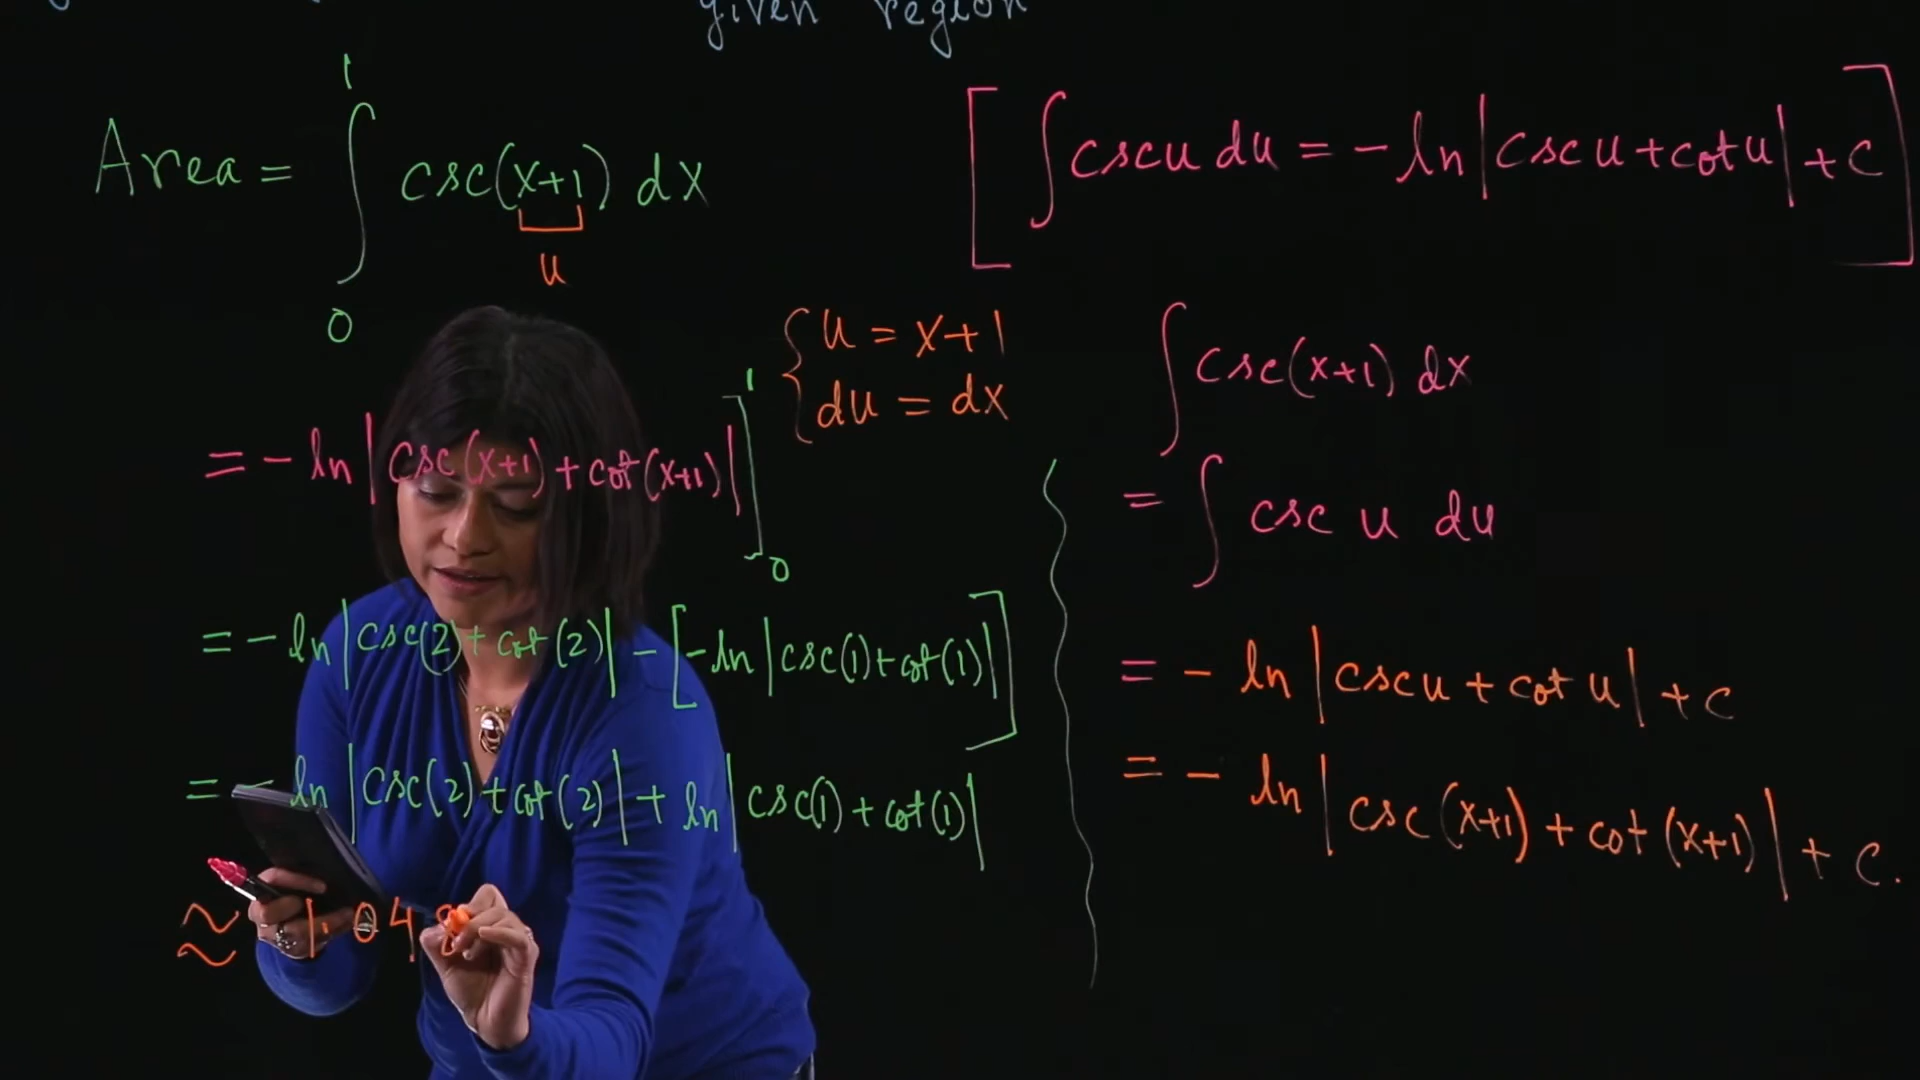 given region
Area = ∫₀¹ csc(x+1) dx
u
{ u = x+1
du = dx
= - ln |csc(x+1) + cot(x+1)| ]₀¹
= - ln |csc(2) + cot(2)| - [-ln |csc(1) + cot(1)|]
= - ln |csc(2) + cot(2)| + ln |csc(1) + cot(1)|
≈ 1.048
[ ∫ csc u du = - ln |csc u + cot u| + c ]
∫ csc(x+1) dx
= ∫ csc u du
= - ln |csc u + cot u| + c
= - ln |csc (x+1) + cot (x+1)| + c.